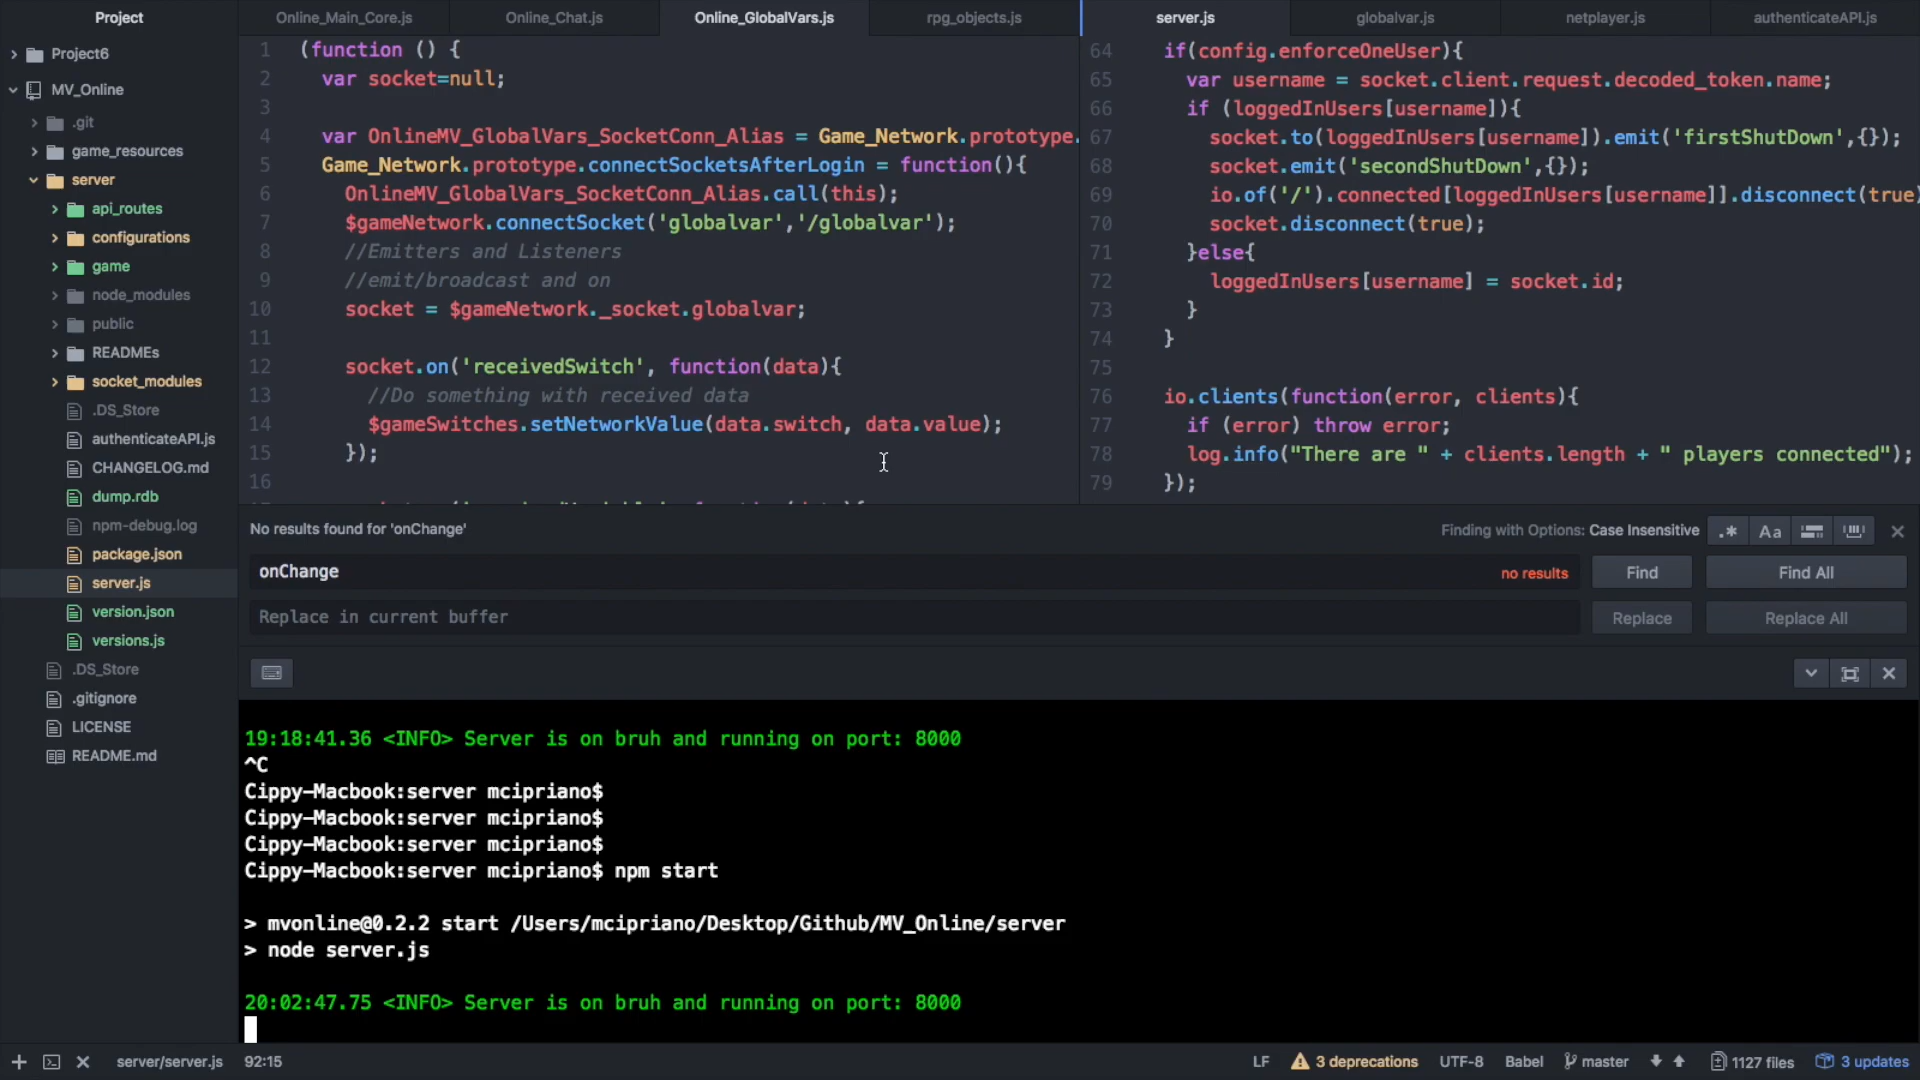 Project
Project6
MV_Online
.git
game_resources
server
api_routes
configurations
game
node_modules
public
READMEs
socket_modules
.DS_Store
authenticateAPI.js
CHANGELOG.md
dump.rdb
npm-debug.log
package.json
server.js
version.json
versions.js
.DS_Store
.gitignore
LICENSE
README.md
Online_Main_Core.js
Online_Chat.js
Online_GlobalVars.js
rpg_objects.js
1 (function () {
2 var socket=null;
3
4 var OnlineMV_GlobalVars_SocketConn_Alias = Game_Network.prototype.
5 Game_Network.prototype.connectSocketsAfterLogin = function(){
6 OnlineMV_GlobalVars_SocketConn_Alias.call(this);
7 $gameNetwork.connectSocket('globalvar','/globalvar');
8 //Emitters and Listeners
9 //emit/broadcast and on
10 socket = $gameNetwork._socket.globalvar;
11
12 socket.on('receivedSwitch', function(data){
13 //Do something with received data
14 $gameSwitches.setNetworkValue(data.switch, data.value);
15 });
16
server.js
globalvar.js
netplayer.js
authenticateAPI.js
64 if(config.enforceOneUser){
65 var username = socket.client.request.decoded_token.name;
66 if (loggedInUsers[username]){
67 socket.to(loggedInUsers[username]).emit('firstShutDown',{});
68 socket.emit('secondShutDown',{});
69 io.of('/').connected[loggedInUsers[username]].disconnect(true)
70 socket.disconnect(true);
71 }else{
72 loggedInUsers[username] = socket.id;
73 }
74 }
75
76 io.clients(function(error, clients){
77 if (error) throw error;
78 log.info("There are " + clients.length + " players connected");
79 });
No results found for 'onChange'
Finding with Options: Case Insensitive
.* Aa
onChange
no results
Find
Find All
Replace in current buffer
Replace
Replace All
19:18:41.36 <INFO> Server is on bruh and running on port: 8000
^C
Cippy-Macbook:server mcipriano$
Cippy-Macbook:server mcipriano$
Cippy-Macbook:server mcipriano$
Cippy-Macbook:server mcipriano$ npm start
> mvonline@0.2.2 start /Users/mcipriano/Desktop/Github/MV_Online/server
> node server.js
20:02:47.75 <INFO> Server is on bruh and running on port: 8000
server/server.js 92:15
LF 3 deprecations UTF-8 Babel master 1127 files 3 updates